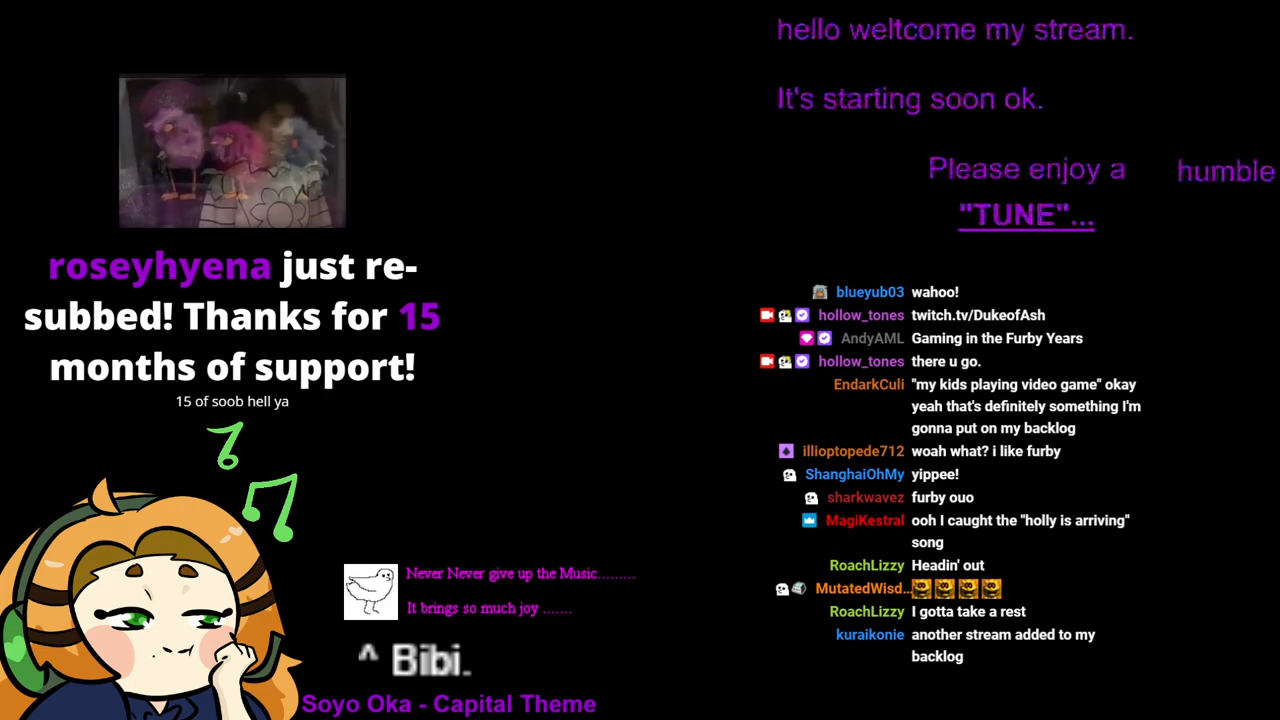 hello weltcome my stream.
It's starting soon ok.
Please enjoy a humble
"TUNE"...
roseyhyena just re-
subbed! Thanks for 15
months of support!
15 of soob hell ya
blueyub03 wahoo!
hollow_tones twitch.tv/DukeofAsh
AndyAML Gaming in the Furby Years
hollow_tones there u go.
EndarkCuli "my kids playing video game" okay
yeah that's definitely something I'm
gonna put on my backlog
illioptopede712 woah what? i like furby
ShanghaiOhMy yippee!
sharkwavez furby ouo
MagiKestral ooh I caught the "holly is arriving"
song
RoachLizzy Headin' out
MutatedWisd...
RoachLizzy I gotta take a rest
kuraikonie another stream added to my
backlog
Never Never give up the Music.........
It brings so much joy .......
^ Bibi.
Soyo Oka - Capital Theme